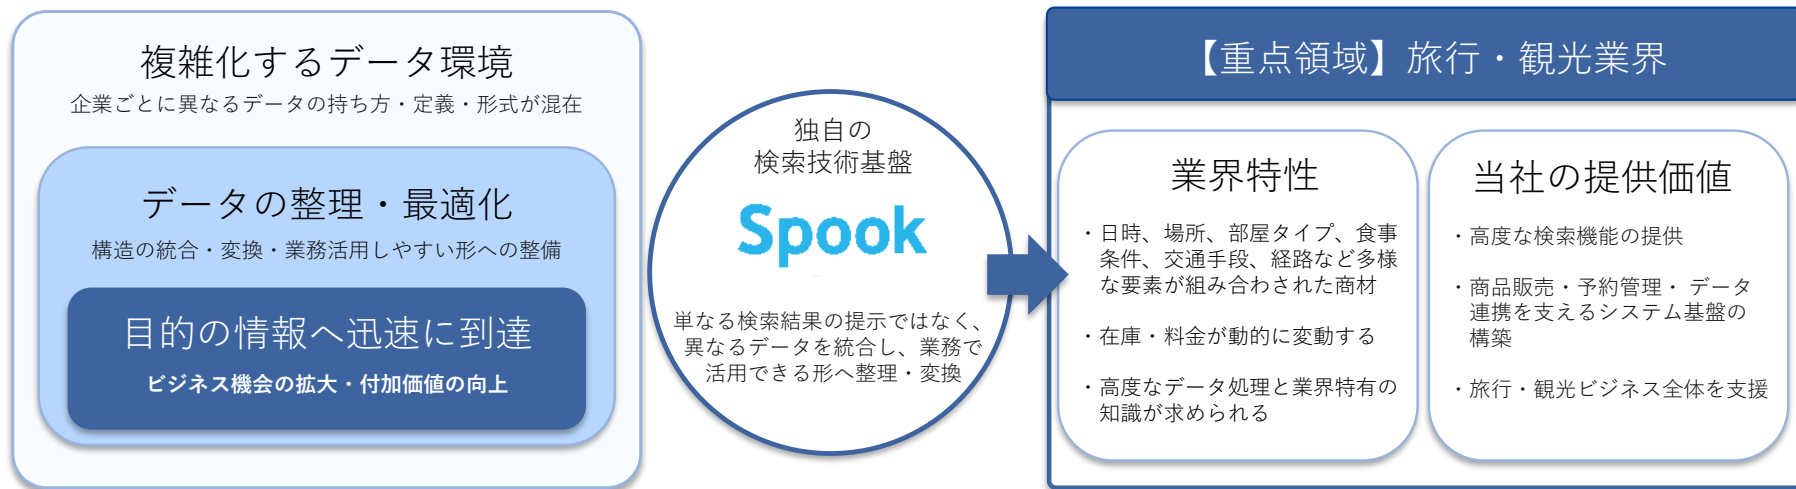 複雑化するデータ環境
企業ごとに異なるデータの持ち方・定義・形式が混在
データの整理・最適化
構造の統合・変換・業務活用しやすい形への整備
目的の情報へ迅速に到達
ビジネス機会の拡大・付加価値の向上
独自の
検索技術基盤
Spook
単なる検索結果の提示ではなく、
異なるデータを統合し、業務で
活用できる形へ整理・変換
【重点領域】旅行・観光業界
業界特性
・日時、場所、部屋タイプ、食事
条件、交通手段、経路など多様
な要素が組み合わされた商材
・在庫・料金が動的に変動する
・高度なデータ処理と業界特有の
知識が求められる
当社の提供価値
・高度な検索機能の提供
・商品販売・予約管理・ データ
連携を支えるシステム基盤の
構築
・旅行・観光ビジネス全体を支援